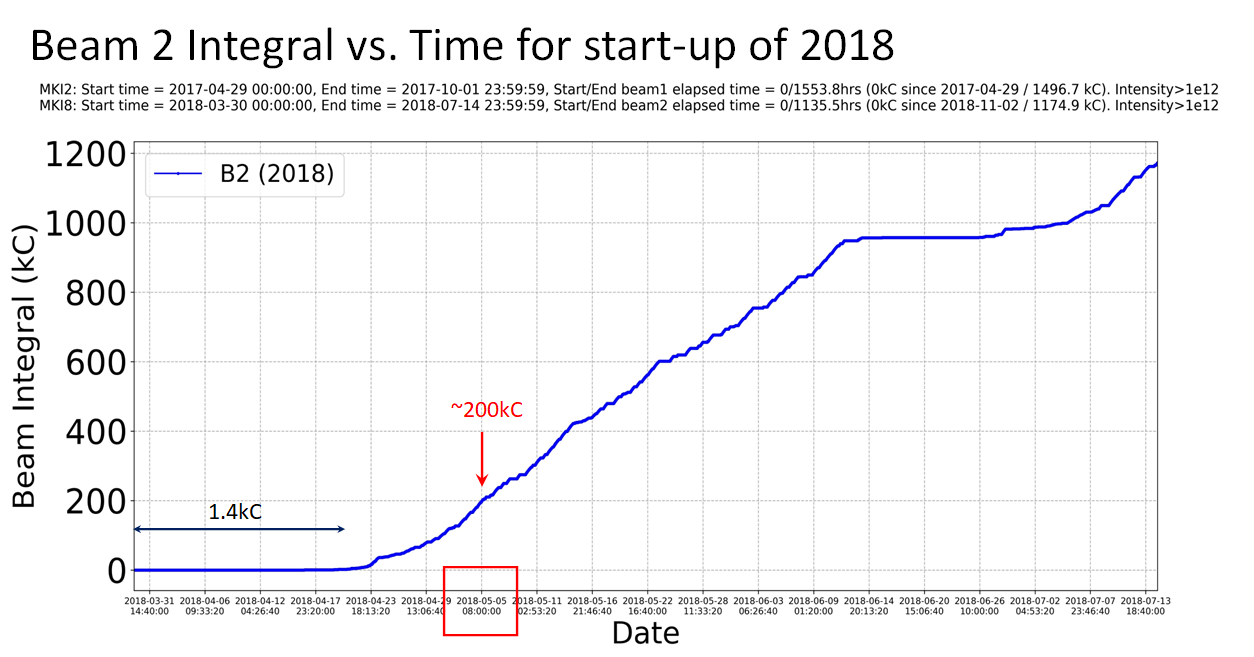 Beam 2 Integral vs. Time for start-up of 2018
MKI2: Start time = 2017-04-29 00:00:00, End time = 2017-10-01 23:59:59, Start/End beam1 elapsed time = 0/1553.8hrs (0kC since 2017-04-29 / 1496.7 kC). Intensity>1e12
MKI8: Start time = 2018-03-30 00:00:00, End time = 2018-07-14 23:59:59, Start/End beam2 elapsed time = 0/1135.5hrs (0kC since 2018-11-02 / 1174.9 kC). Intensity>1e12
B2 (2018)
Beam Integral (kC)
1200
1000
800
600
400
200
0
~200kC
1.4kC
2018-03-31 2018-04-06 2018-04-12 2018-04-17 2018-04-23 2018-04-29 2018-05-05 2018-05-11 2018-05-16 2018-05-22 2018-05-28 2018-06-03 2018-06-09 2018-06-14 2018-06-20 2018-06-26 2018-07-02 2018-07-07 2018-07-13
14:40:00 09:33:20 04:26:40 23:20:00 18:13:20 13:06:40 08:00:00 02:53:20 21:46:40 16:40:00 11:33:20 06:26:40 01:20:00 20:13:20 15:06:40 10:00:00 04:53:20 23:46:40 18:40:00
Date